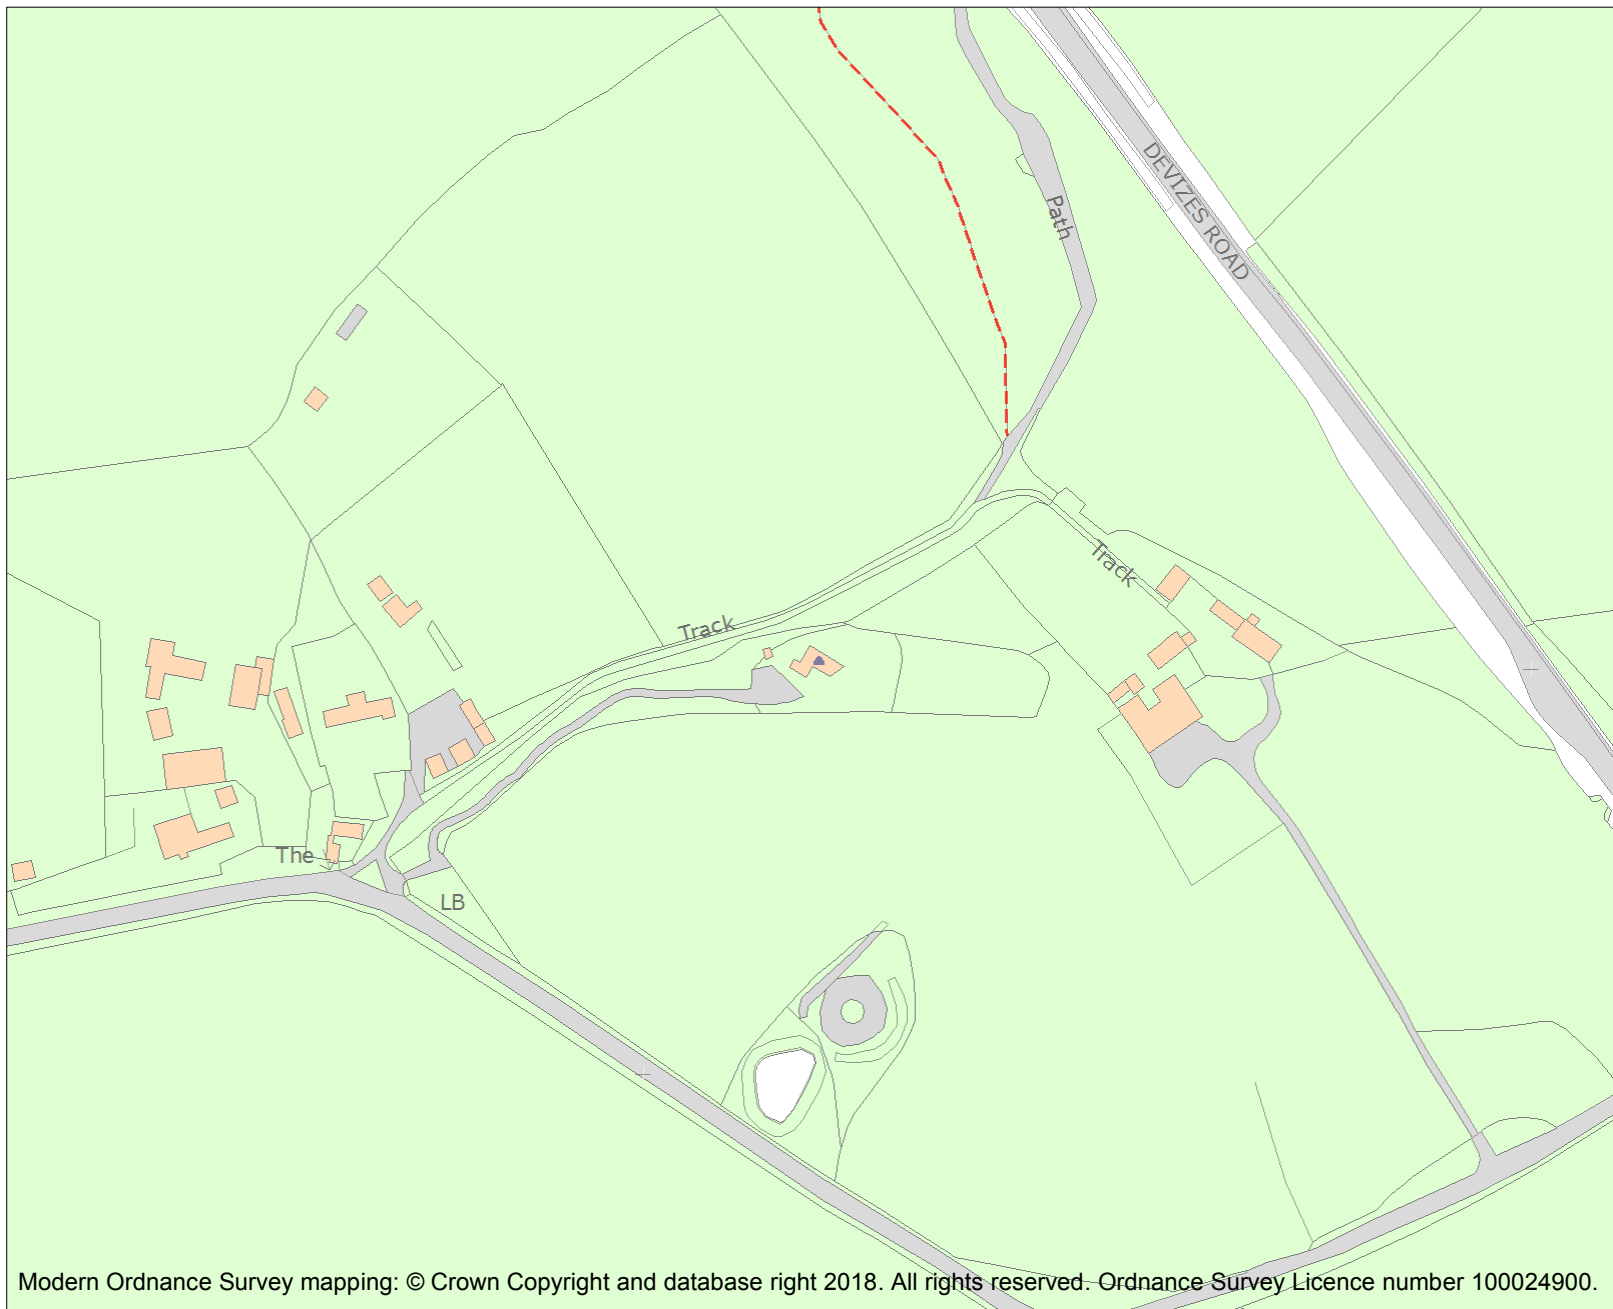 DEVIZES ROAD
Path
Track
Track
The
LB
Modern Ordnance Survey mapping: © Crown Copyright and database right 2018. All rights reserved. Ordnance Survey Licence number 100024900.